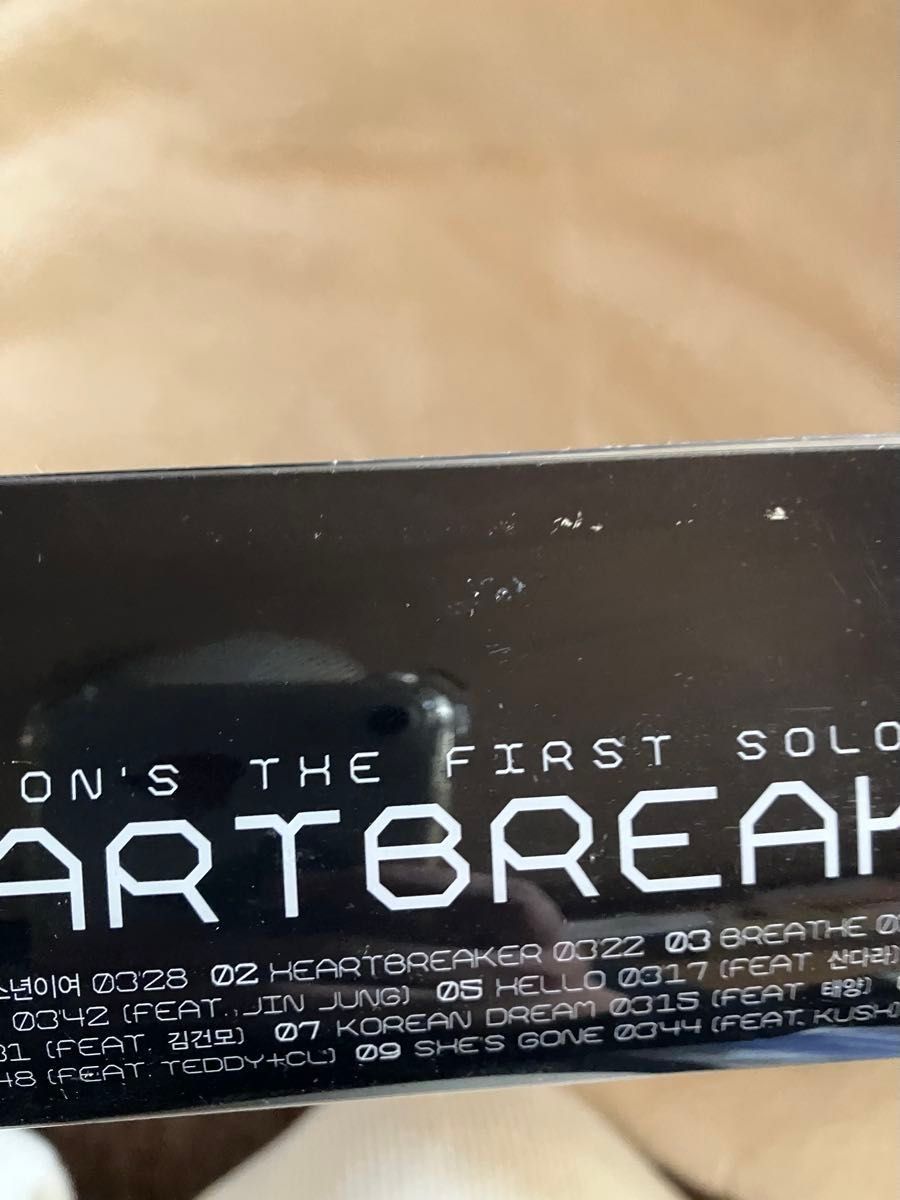 ON'S THE FIRST SOLO
ARTBREAK
소년이여 03'28 02 HEARTBREAKER 03'22 03 BREATHE
03'42 (FEAT. JIN JUNG) 05 HELLO 03'17 (FEAT. 산다라)
31 (FEAT. 김건모) 07 KOREAN DREAM 03'15 (FEAT. 태양)
48 (FEAT. TEDDY+CL) 09 SHE'S GONE 03'44 (FEAT. KUSH)